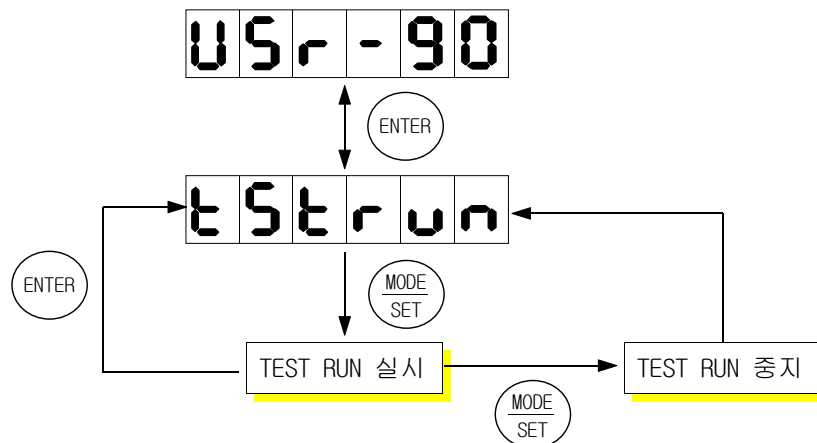 USr-90
ENTER
tStrun
ENTER
MODE
SET
TEST RUN 실시
TEST RUN 중지
MODE
SET